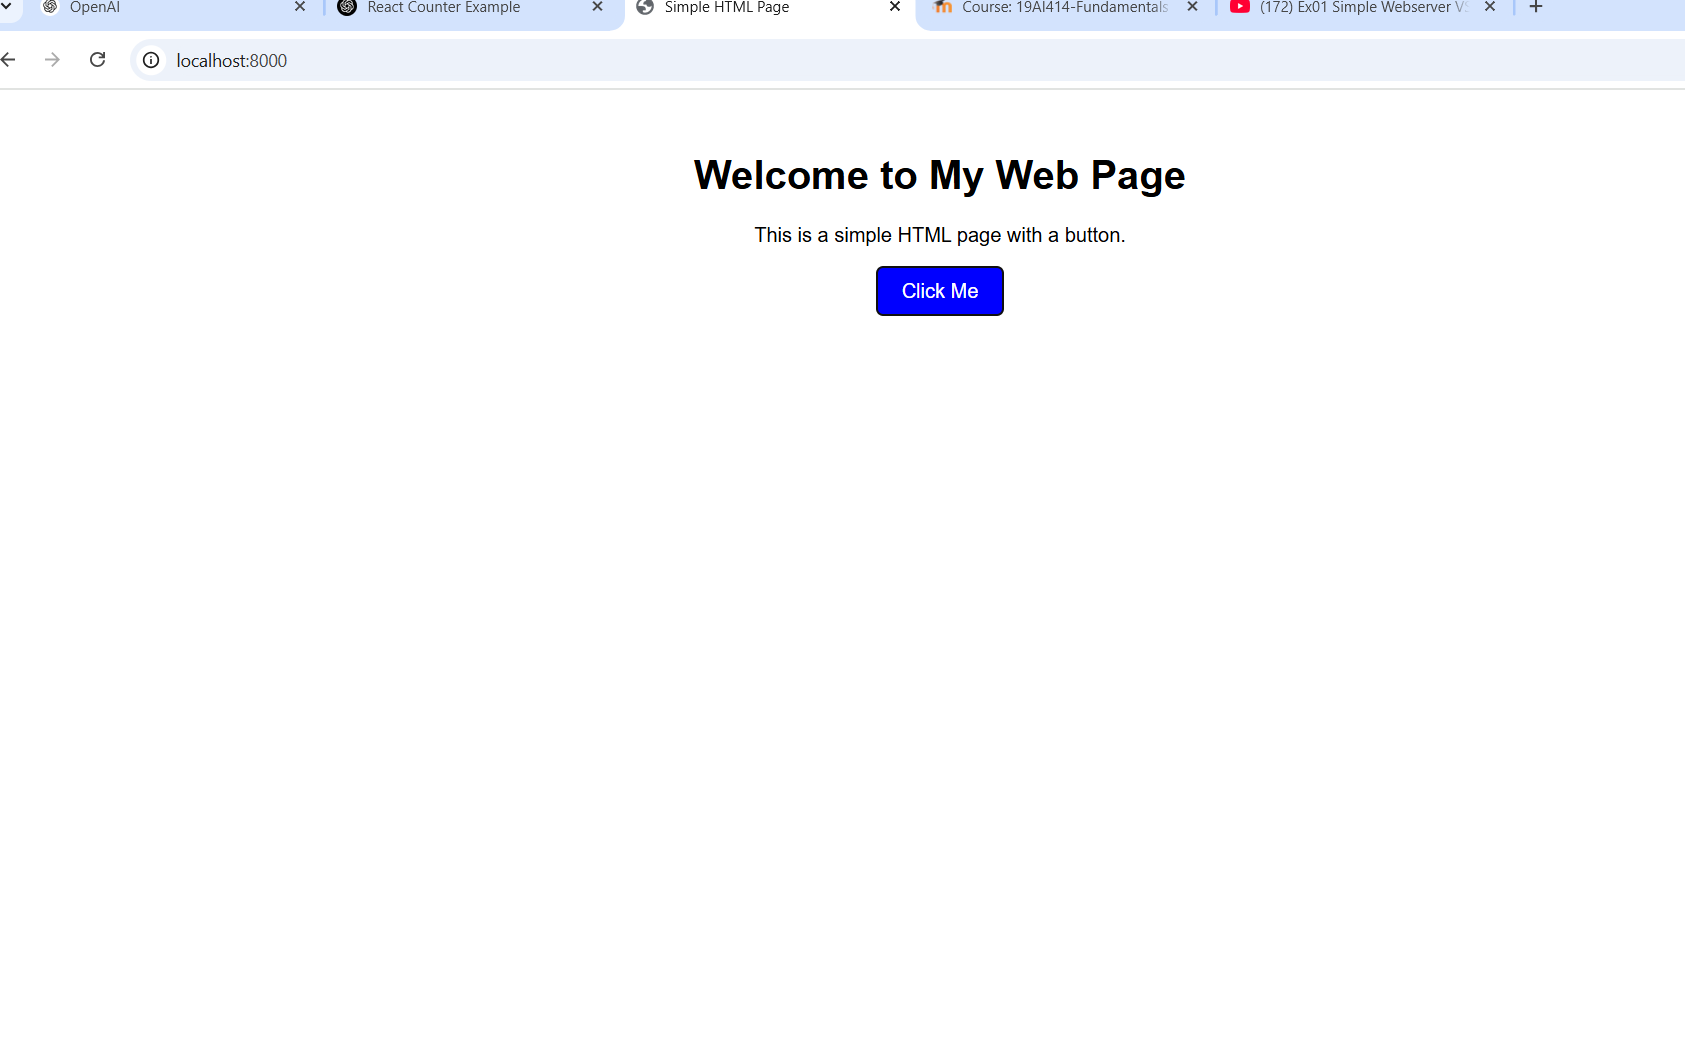 OpenAI
React Counter Example
Simple HTML Page
Course: 19AI414-Fundamentals
(172) Ex01 Simple Webserver VS
localhost:8000
Welcome to My Web Page
This is a simple HTML page with a button.
Click Me